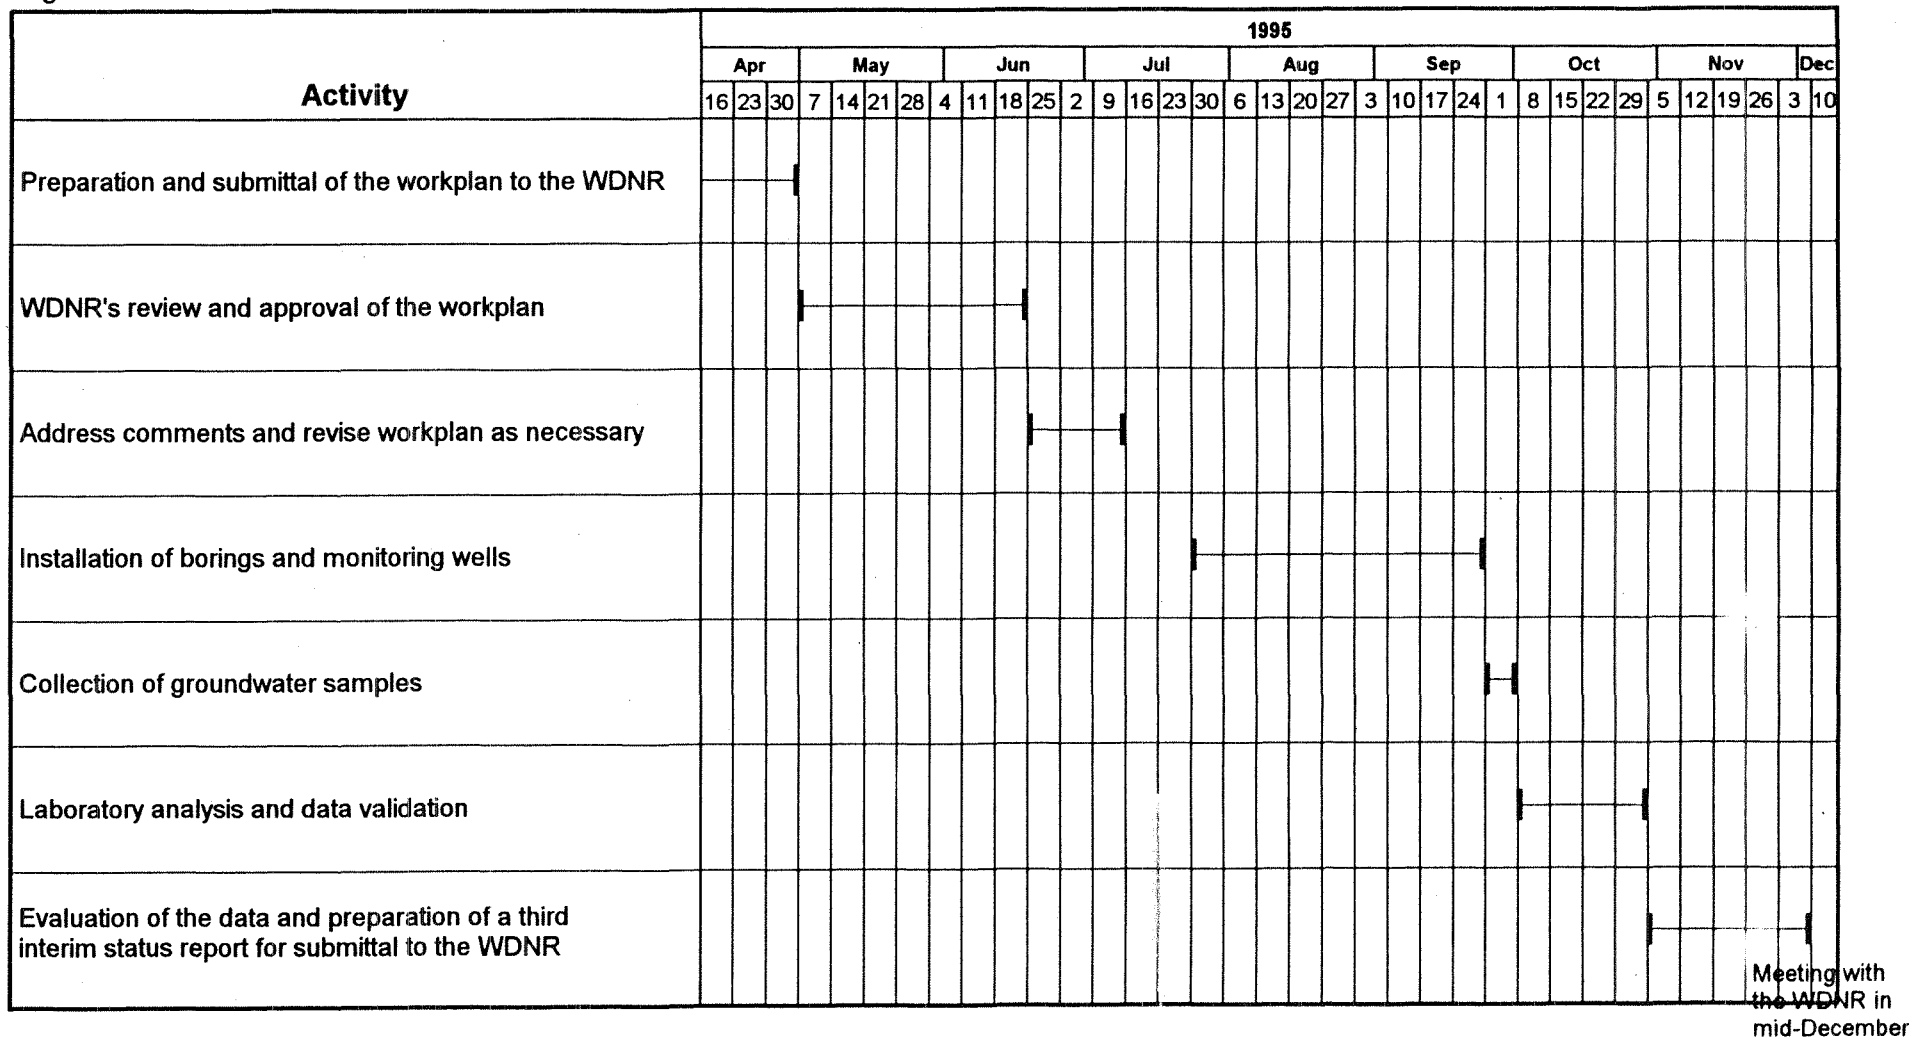 1995
Apr May Jun Jul Aug Sep Oct Nov Dec
Activity
16 23 30 7 14 21 28 4 11 18 25 2 9 16 23 30 6 13 20 27 3 10 17 24 1 8 15 22 29 5 12 19 26 3 10
Preparation and submittal of the workplan to the WDNR
WDNR's review and approval of the workplan
Address comments and revise workplan as necessary
Installation of borings and monitoring wells
Collection of groundwater samples
Laboratory analysis and data validation
Evaluation of the data and preparation of a third
interim status report for submittal to the WDNR
Meeting with
the WDNR in
mid-December